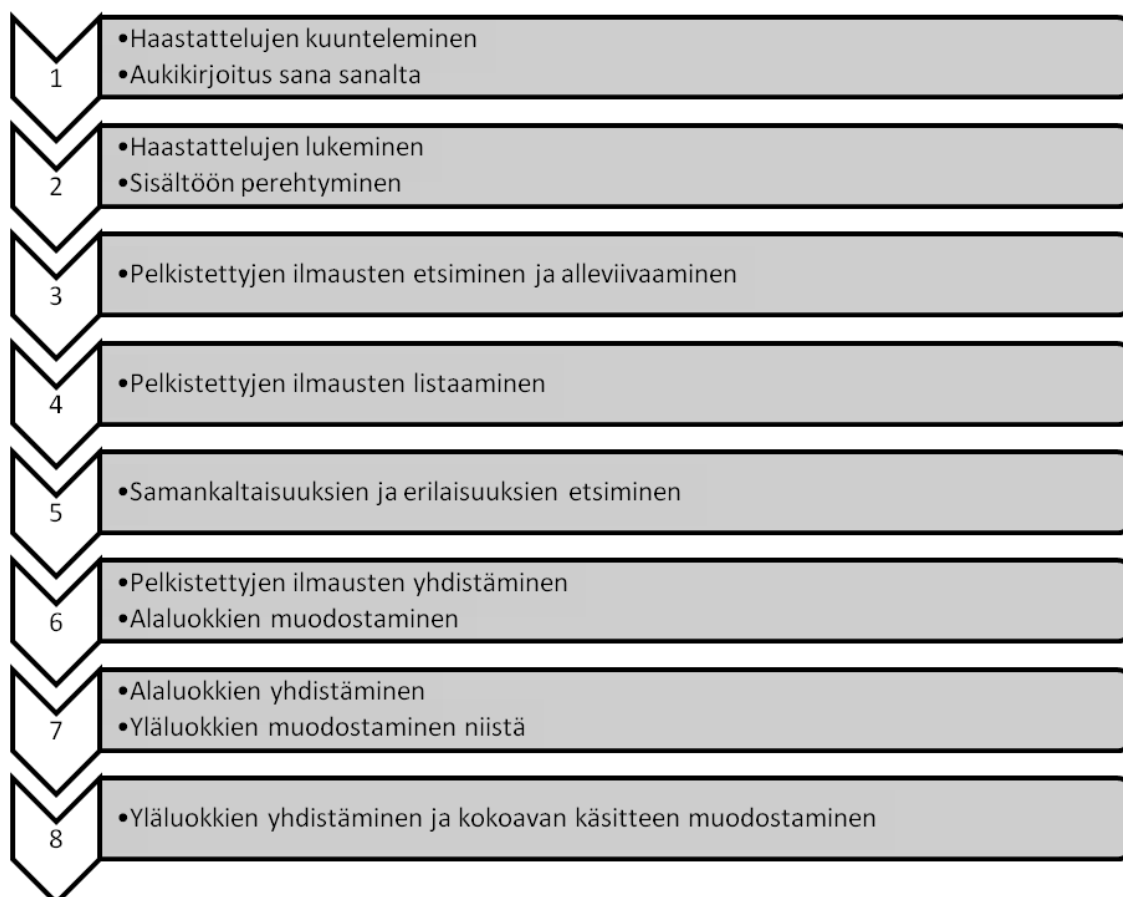 1
•Haastattelujen kuunteleminen
•Aukikirjoitus sana sanalta
2
•Haastattelujen lukeminen
•Sisältöön perehtyminen
3
•Pelkistettyjen ilmausten etsiminen ja alleviivaaminen
4
•Pelkistettyjen ilmausten listaaminen
5
•Samankaltaisuuksien ja erilaisuuksien etsiminen
6
•Pelkistettyjen ilmausten yhdistäminen
•Alaluokkien muodostaminen
7
•Alaluokkien yhdistäminen
•Yläluokkien muodostaminen niistä
8
•Yläluokkien yhdistäminen ja kokoavan käsitteen muodostaminen